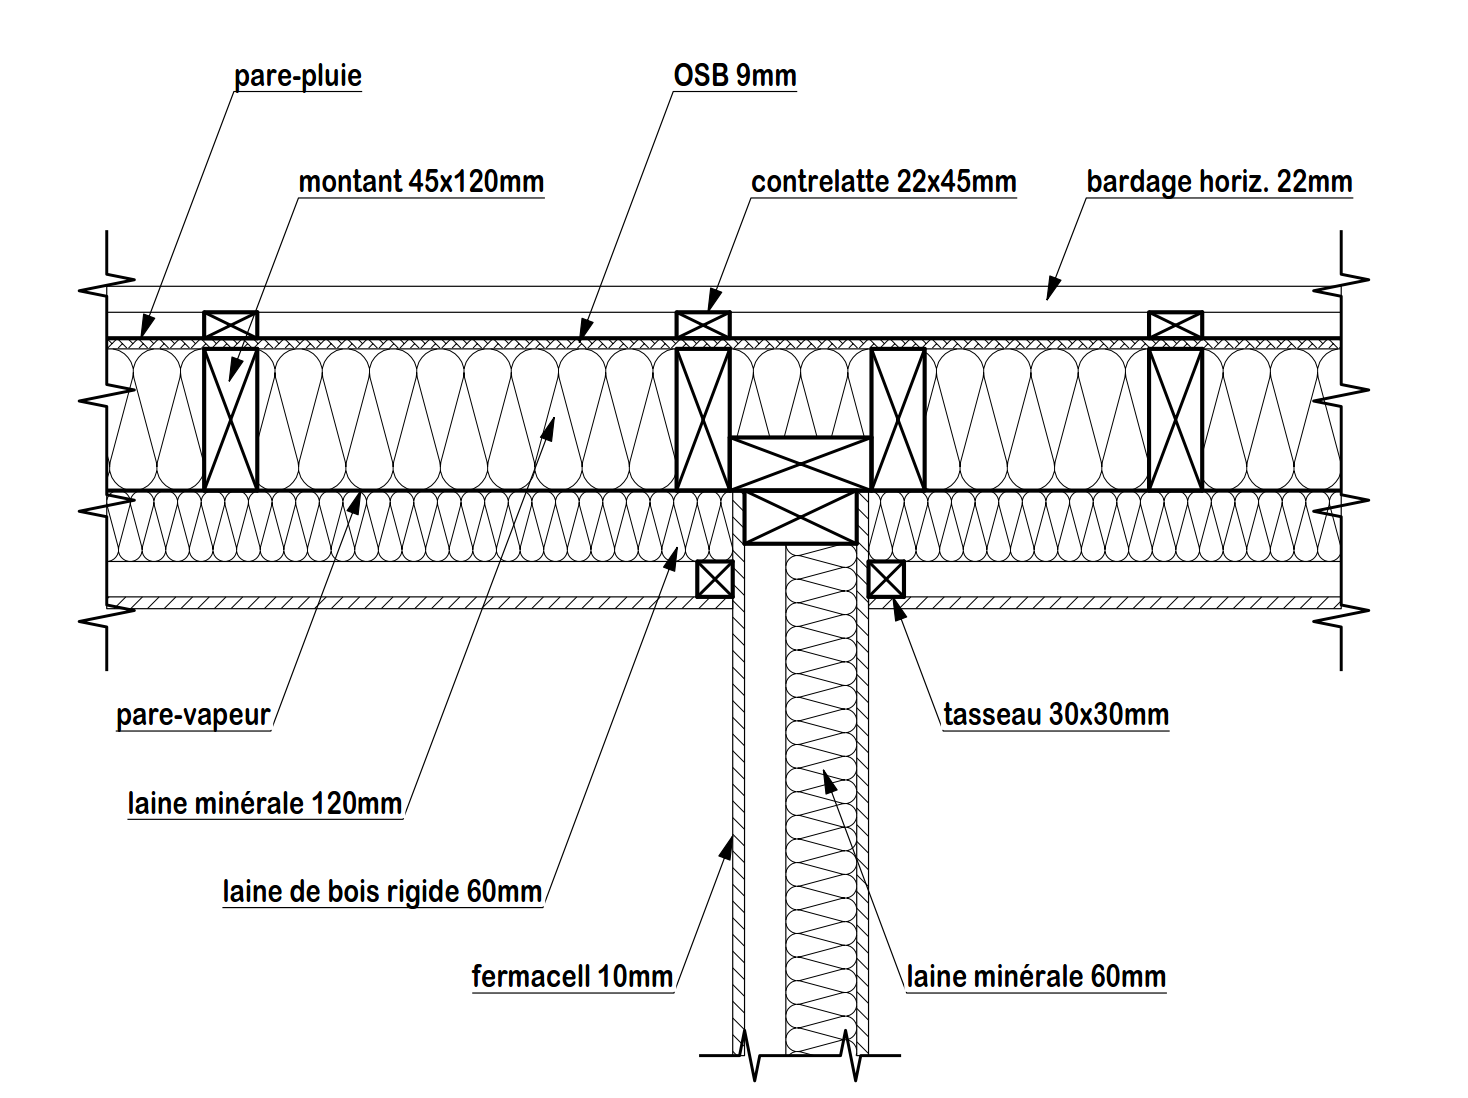 pare-pluie
OSB 9mm
montant 45x120mm
contrelatte 22x45mm
bardage horiz. 22mm
pare-vapeur
tasseau 30x30mm
laine minérale 120mm
laine de bois rigide 60mm
fermacell 10mm
laine minérale 60mm